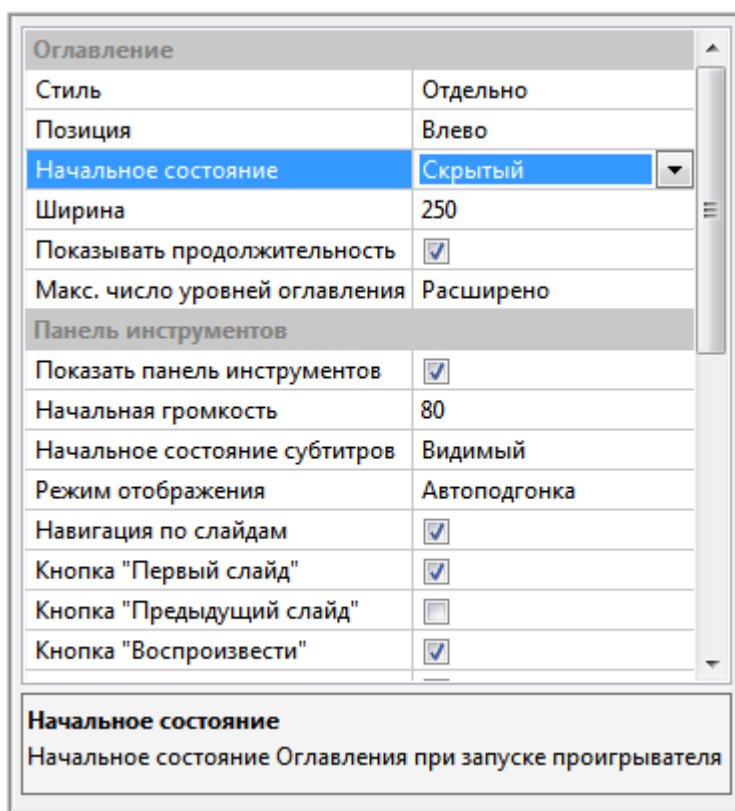 Оглавление
Стиль Отдельно
Позиция Влево
Начальное состояние Скрытый
Ширина 250
Показывать продолжительность
Макс. число уровней оглавления Расширено
Панель инструментов
Показать панель инструментов
Начальная громкость 80
Начальное состояние субтитров Видимый
Режим отображения Автоподгонка
Навигация по слайдам
Кнопка "Первый слайд"
Кнопка "Предыдущий слайд"
Кнопка "Воспроизвести"
Начальное состояние
Начальное состояние Оглавления при запуске проигрывателя